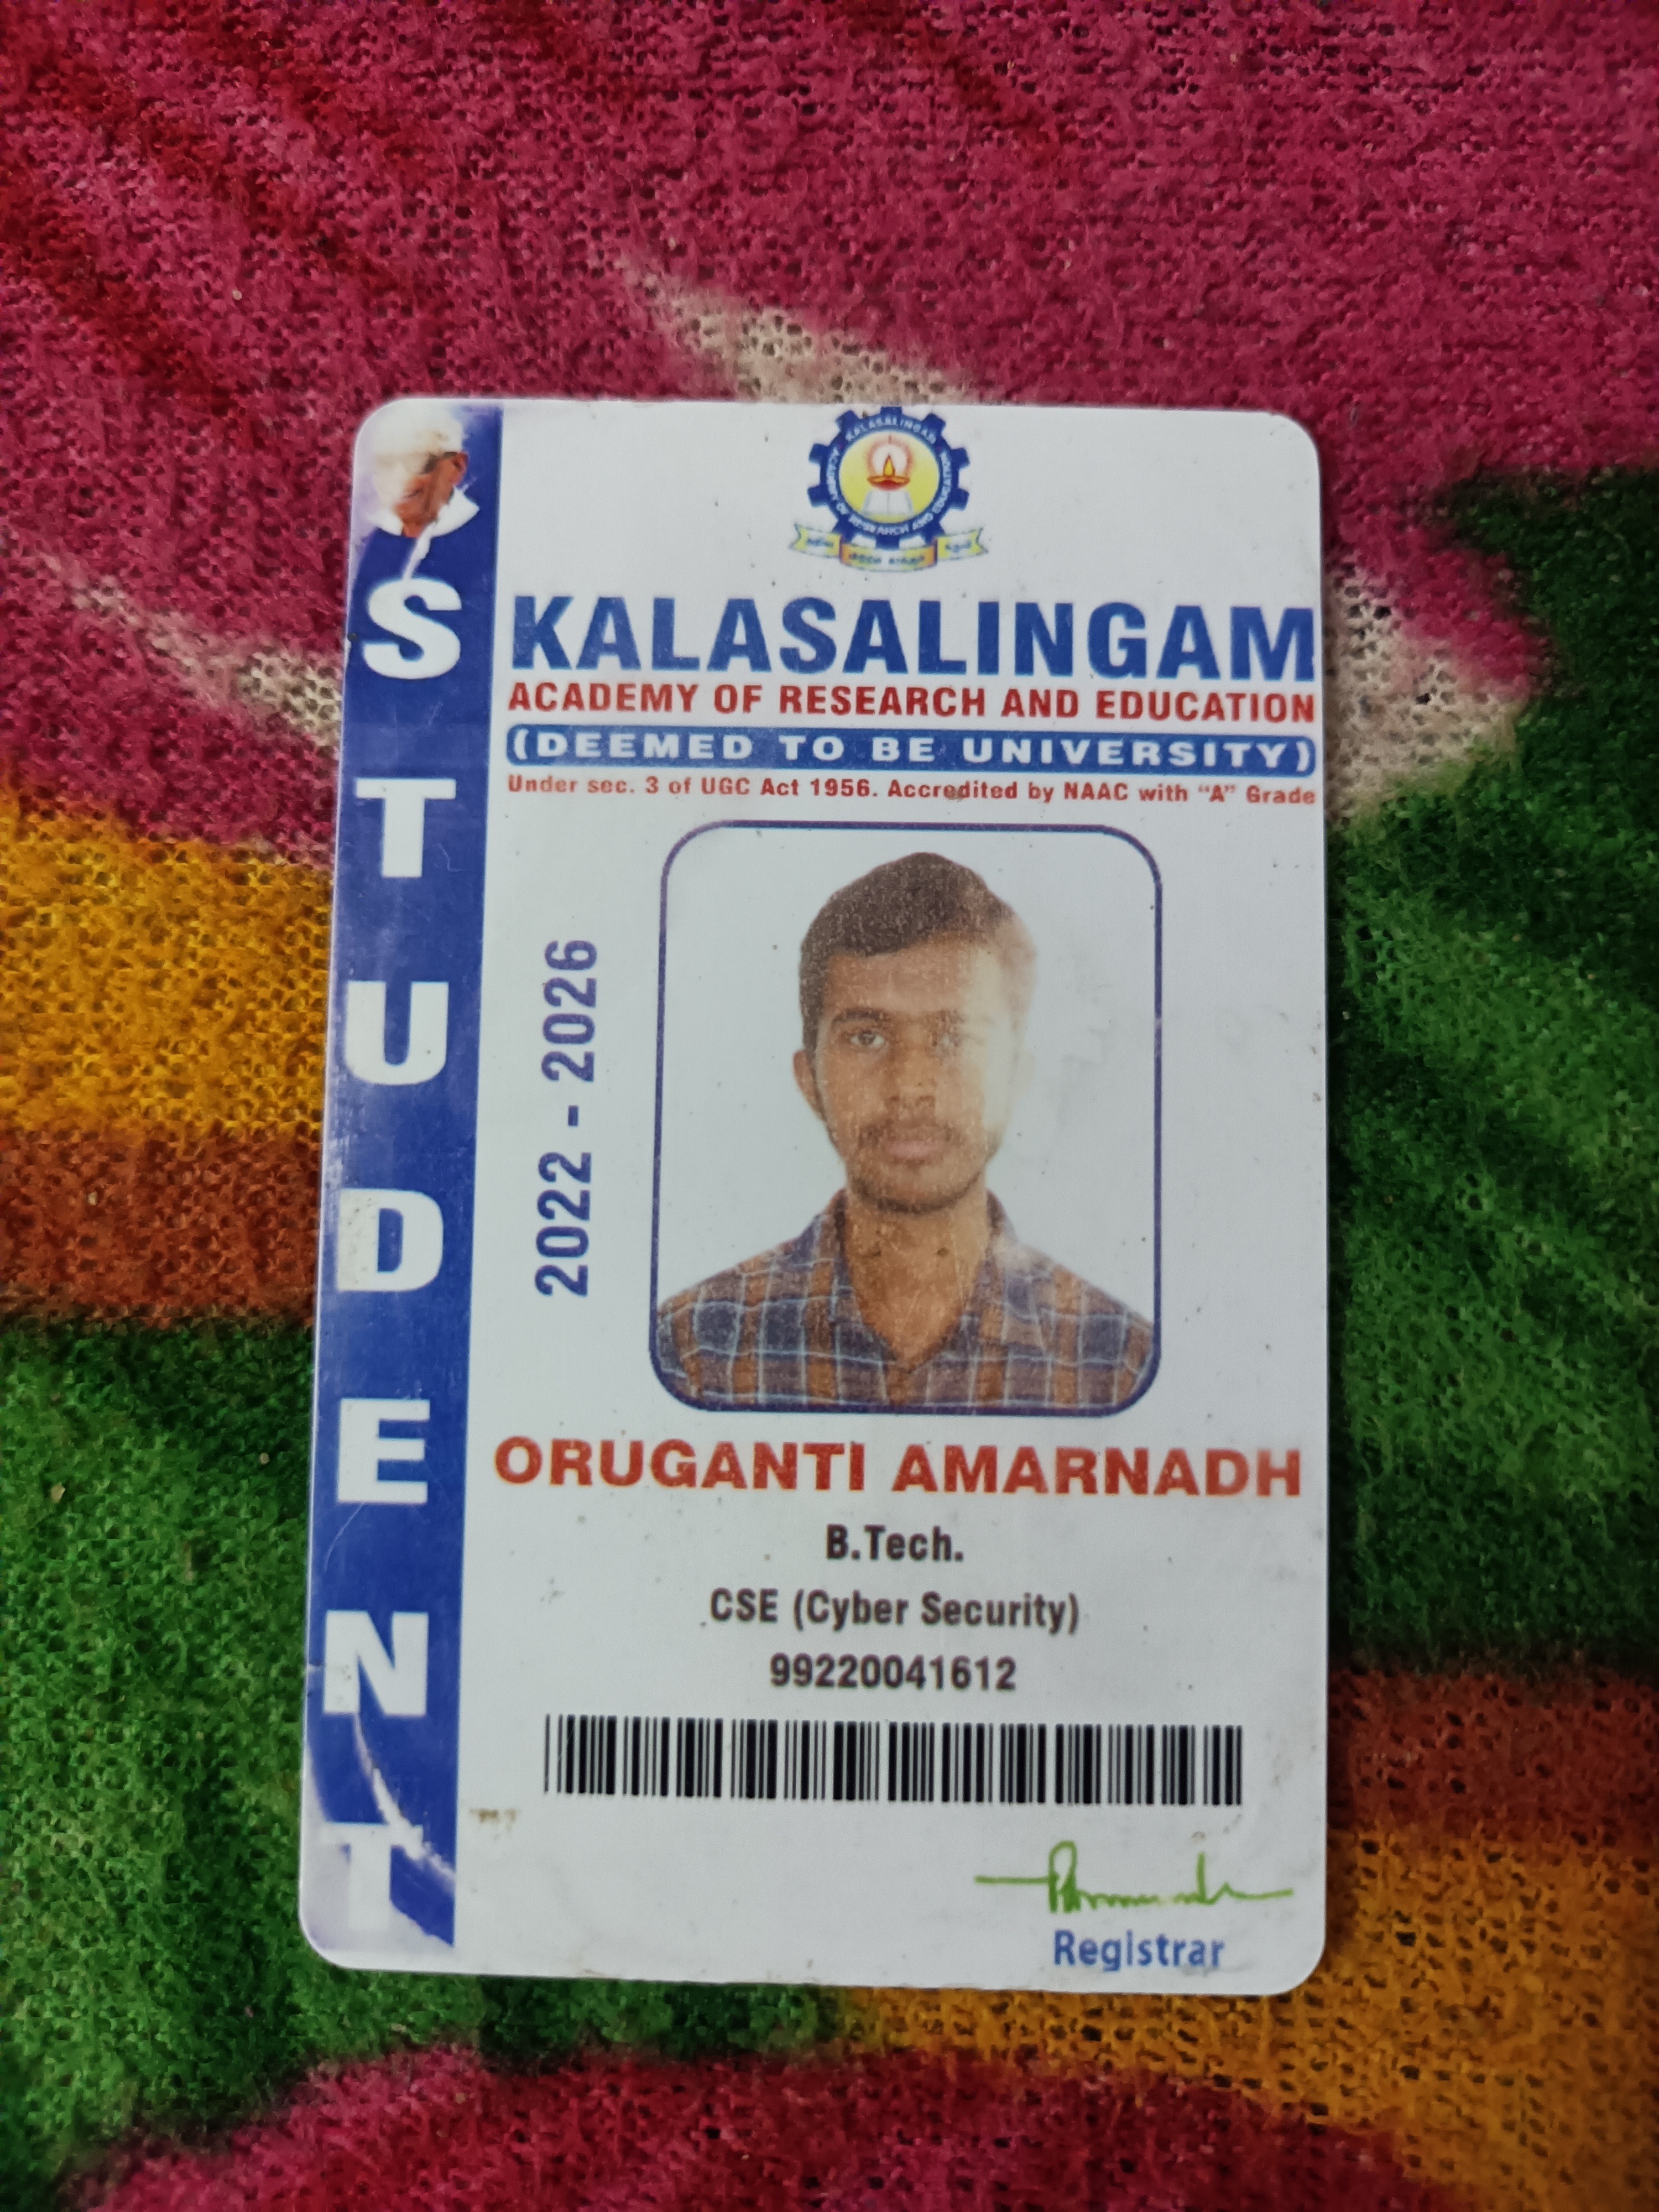 KALASALINGAM
ACADEMY OF RESEARCH AND EDUCATION
KALASALINGAM
ACADEMY OF RESEARCH AND EDUCATION
(DEEMED TO BE UNIVERSITY)
Under sec. 3 of UGC Act 1956. Accredited by NAAC with “A” Grade
STUDENT
2022 - 2026
ORUGANTI AMARNADH
B.Tech.
CSE (Cyber Security)
99220041612
Registrar